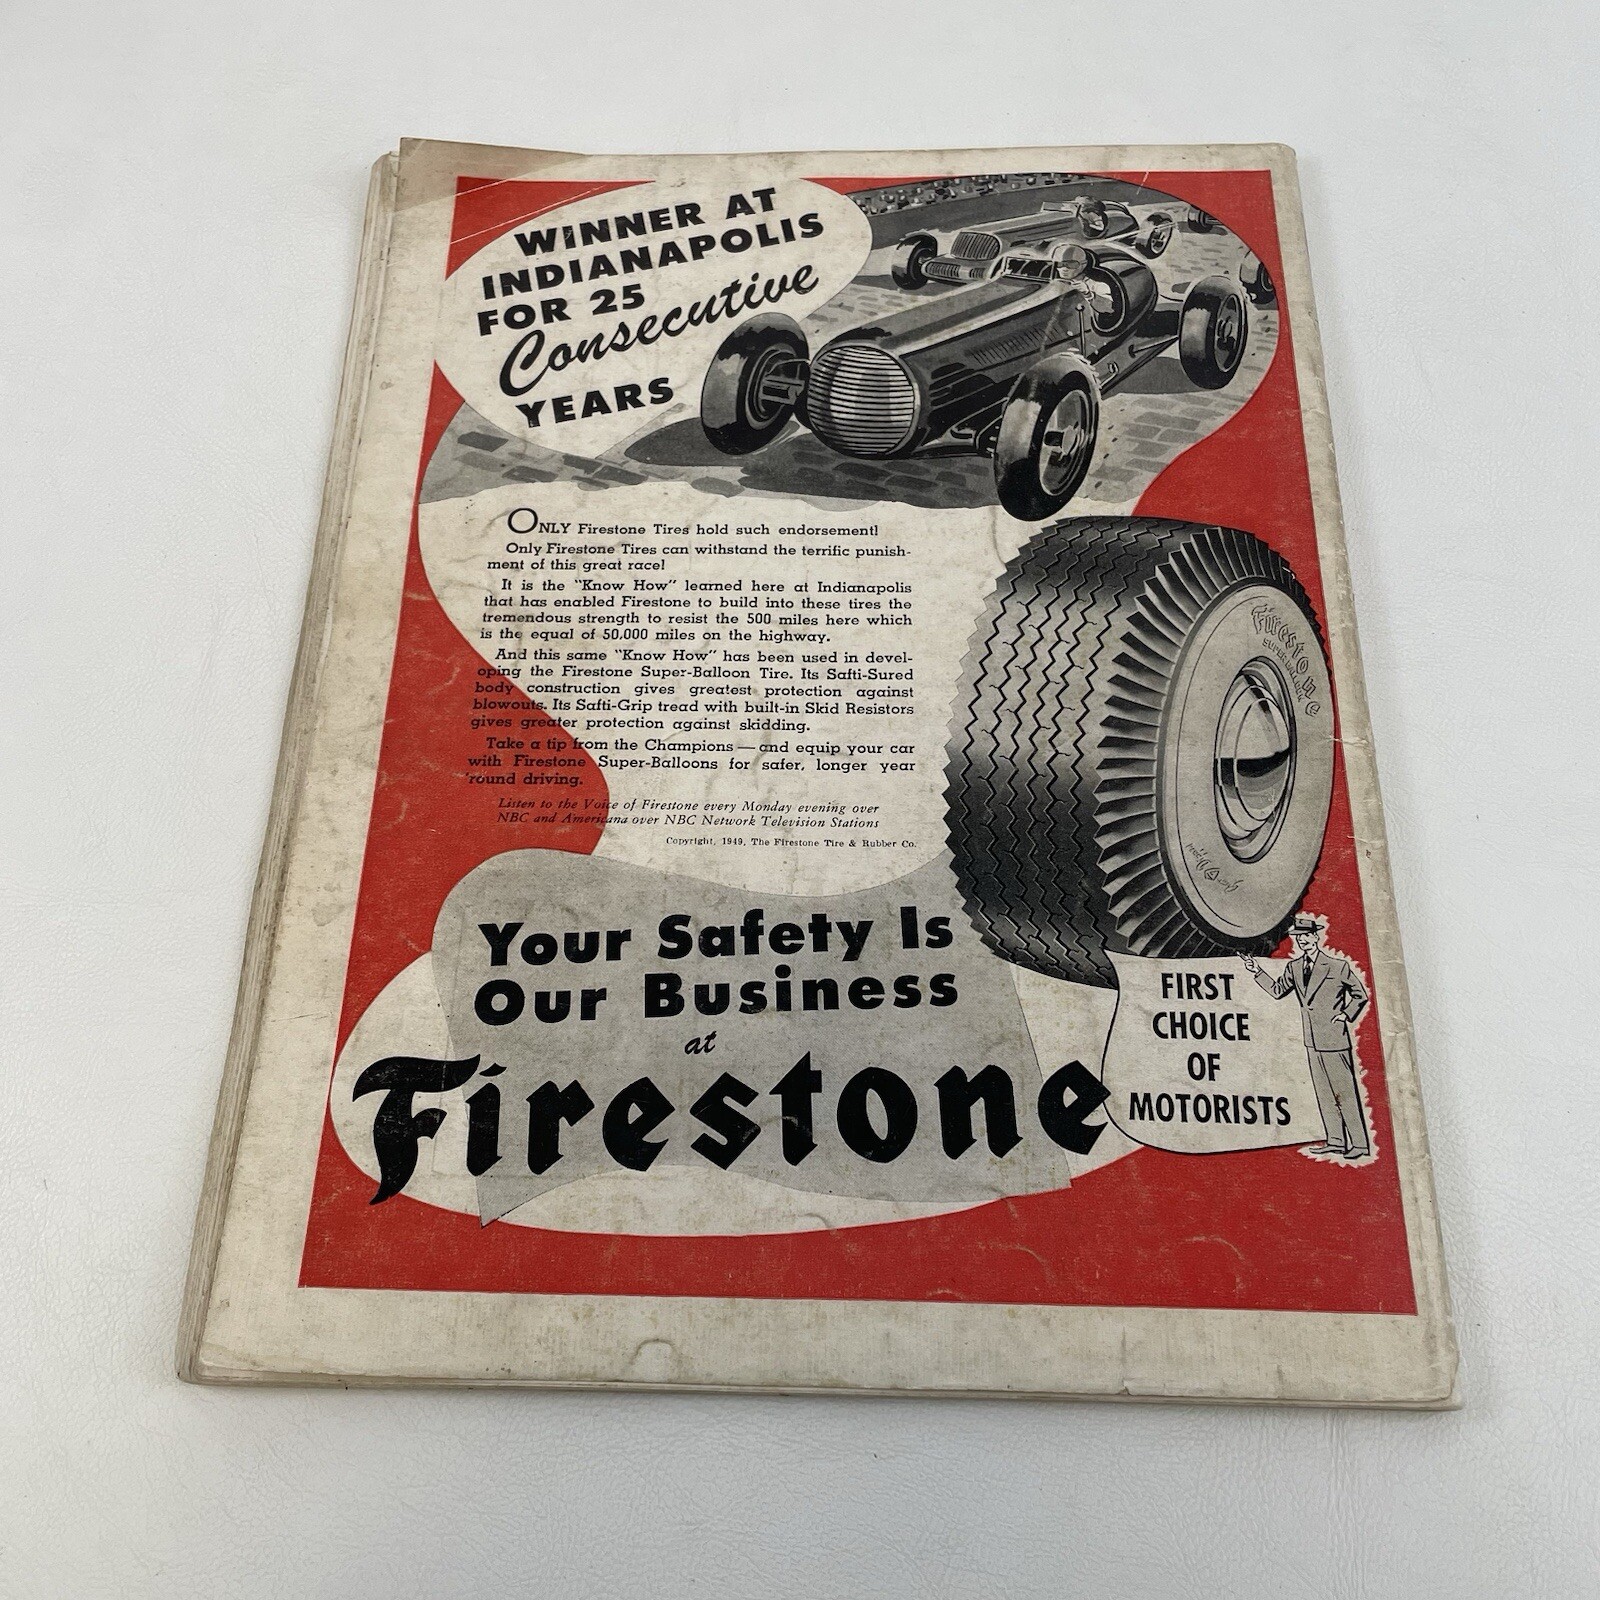 WINNER AT
INDIANAPOLIS
FOR 25
Consecutive
YEARS
ONLY Firestone Tires hold such endorsement!
Only Firestone Tires can withstand the terrific punish-
ment of this great race!
It is the "Know How" learned here at Indianapolis
that has enabled Firestone to build into these tires the
tremendous strength to resist the 500 miles here which
is the equal of 50,000 miles on the highway.
And this same "Know How" has been used in devel-
oping the Firestone Super-Balloon Tire. Its Safti-Sured
body construction gives greatest protection against
blowouts. Its Safti-Grip tread with built-in Skid Resistors
gives greater protection against skidding.
Take a tip from the Champions — and equip your car
with Firestone Super-Balloons for safer, longer year
'round driving.
Listen to the Voice of Firestone every Monday evening over
NBC and Americana over NBC Network Television Stations
Copyright, 1949, The Firestone Tire & Rubber Co.
Firestone
SUPER BALLOON
Your Safety Is
Our Business
at
Firestone
FIRST
CHOICE
OF
MOTORISTS